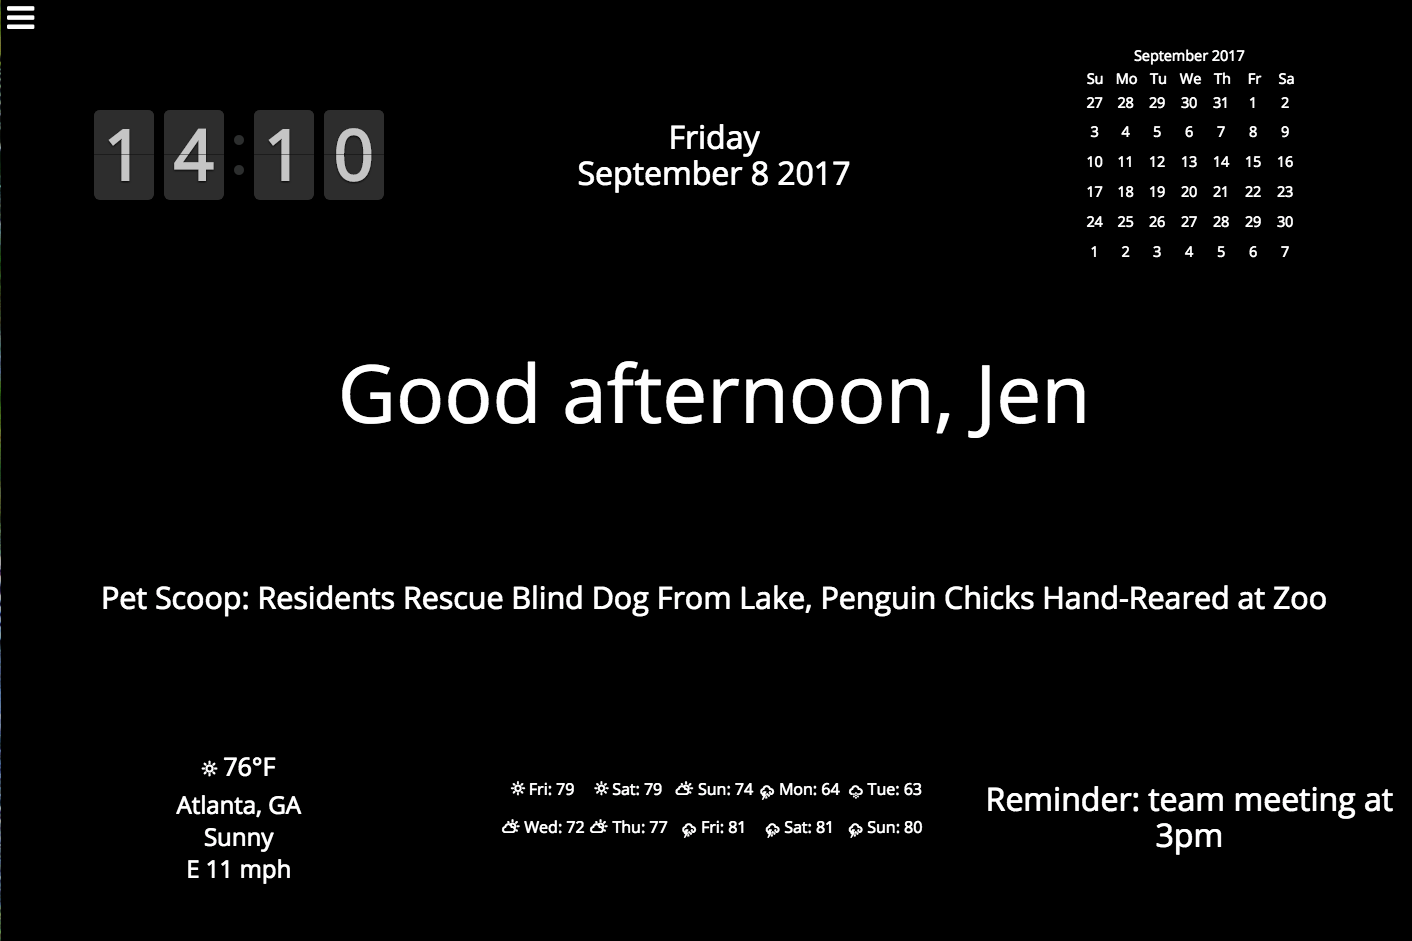 14:10
Friday
September 8 2017
September 2017
Su Mo Tu We Th Fr Sa
27 28 29 30 31 1 2
3 4 5 6 7 8 9
10 11 12 13 14 15 16
17 18 19 20 21 22 23
24 25 26 27 28 29 30
1 2 3 4 5 6 7
Good afternoon, Jen
Pet Scoop: Residents Rescue Blind Dog From Lake, Penguin Chicks Hand-Reared at Zoo
76°F
Atlanta, GA
Sunny
E 11 mph
Fri: 79 Sat: 79 Sun: 74 Mon: 64 Tue: 63
Wed: 72 Thu: 77 Fri: 81 Sat: 81 Sun: 80
Reminder: team meeting at
3pm